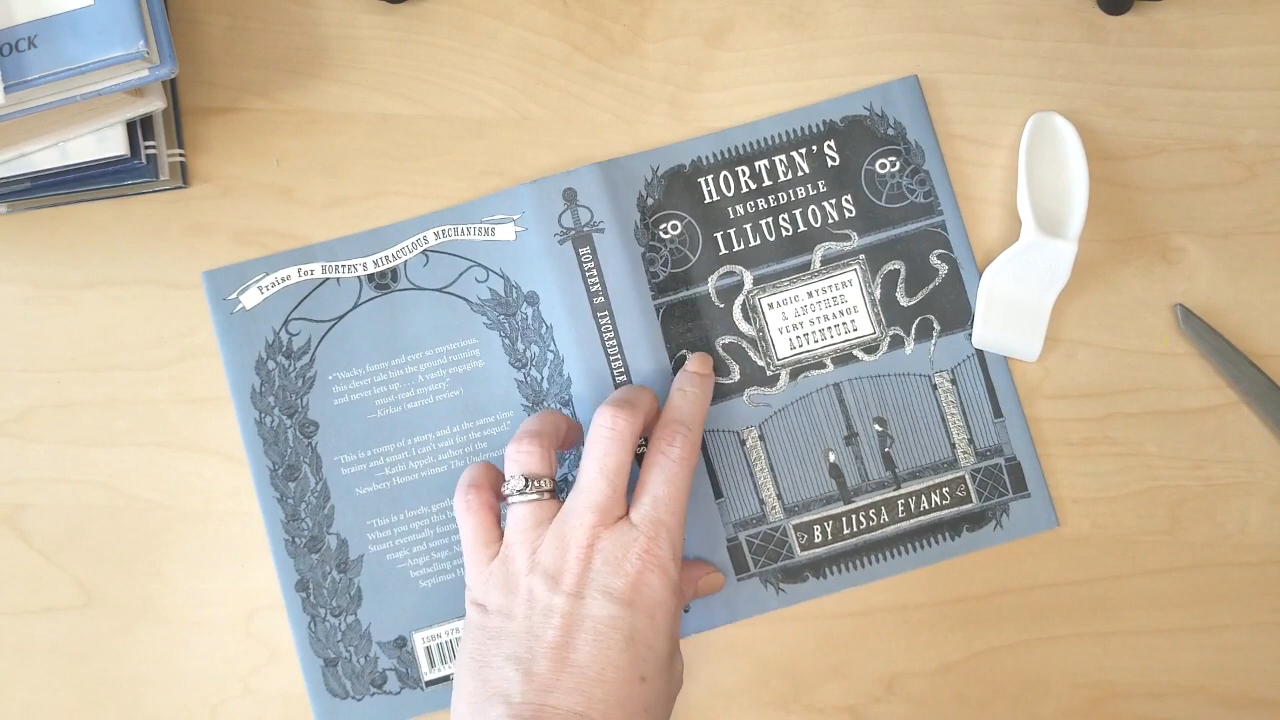 OCK
Praise for HORTEN'S MIRACULOUS MECHANISMS
*"Wacky, funny and ever so mysterious,
this clever tale hits the ground running
and never lets up. . . . A vastly engaging,
must-read mystery."
—Kirkus (starred review)
"This is a romp of a story, and at the same time
brainy and smart. I can't wait for the sequel."
—Kathi Appelt, author of the
Newbery Honor winner The Underneath
"This is a lovely,
When you open this
Stuart eventually
magic and some
—Angie Sage,
bestselling
Septimus H
ISBN 978
HORTEN'S INCREDIBLE
HORTEN'S
INCREDIBLE
ILLUSIONS
8
9
MAGIC, MYSTERY
& ANOTHER
VERY STRANGE
ADVENTURE
BY LISSA EVANS